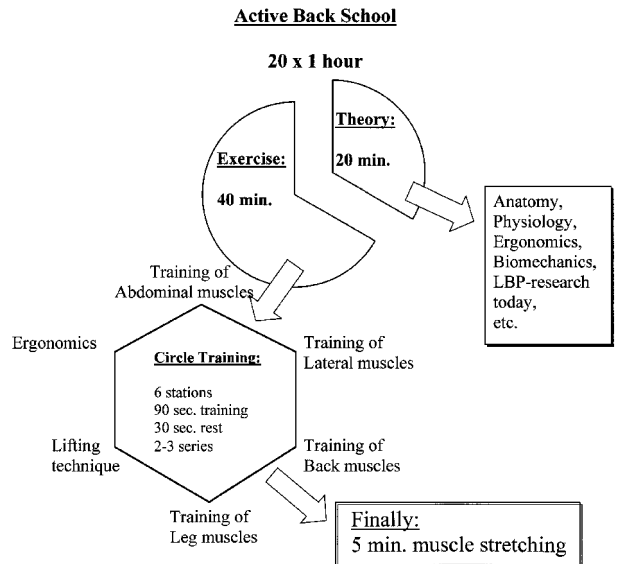 Active Back School
20 x 1 hour
Theory:
20 min.
Exercise:
40 min.
Anatomy,
Physiology,
Ergonomics,
Biomechanics,
LBP-research
today,
etc.
Training of
Abdominal muscles
Ergonomics
Training of
Lateral muscles
Circle Training:
6 stations
90 sec. training
30 sec. rest
2-3 series
Lifting
technique
Training of
Back muscles
Training of
Leg muscles
Finally:
5 min. muscle stretching